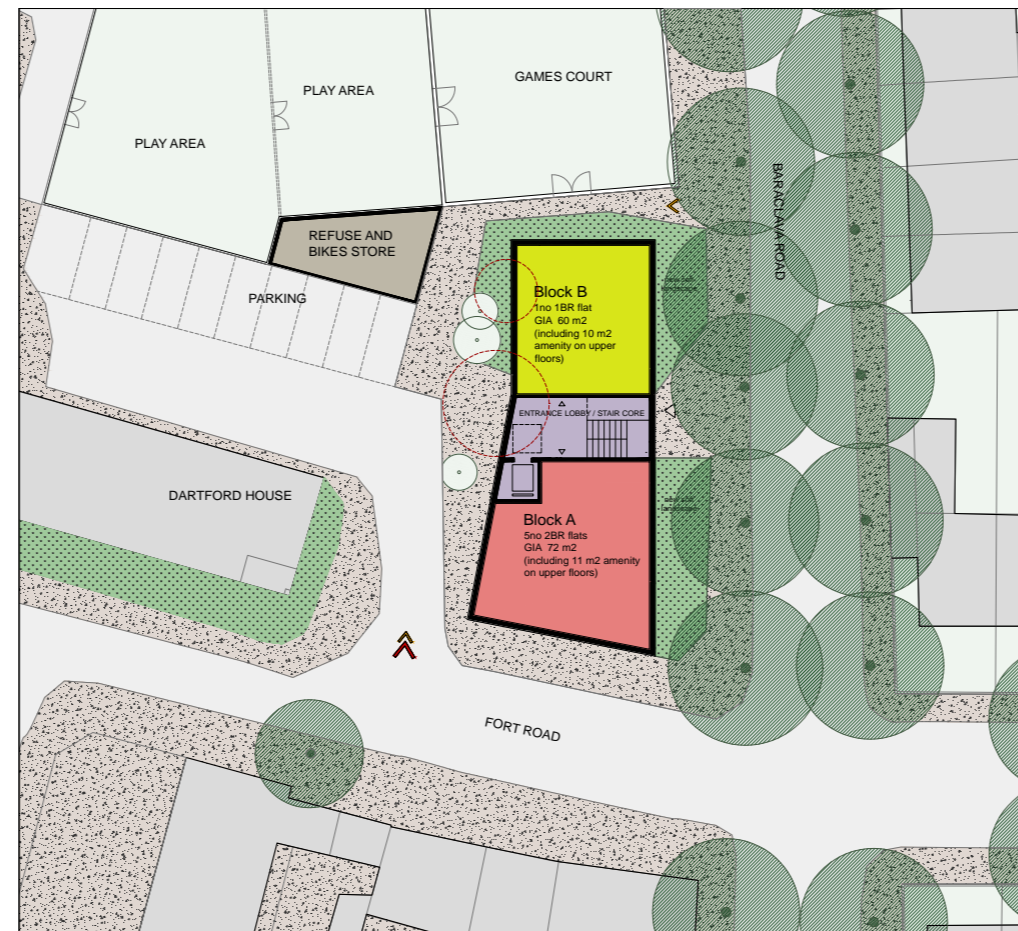 PLAY AREA
GAMES COURT
PLAY AREA
BARACLAVA ROAD
REFUSE AND
BIKES STORE
PARKING
Block B
1no 1BR flat
GIA 60 m2
(including 10 m2
amenity on upper
floors)
ENTRANCE LOBBY / STAIR CORE
DARTFORD HOUSE
Block A
5no 2BR flats
GIA 72 m2
(including 11 m2 amenity
on upper floors)
FORT ROAD